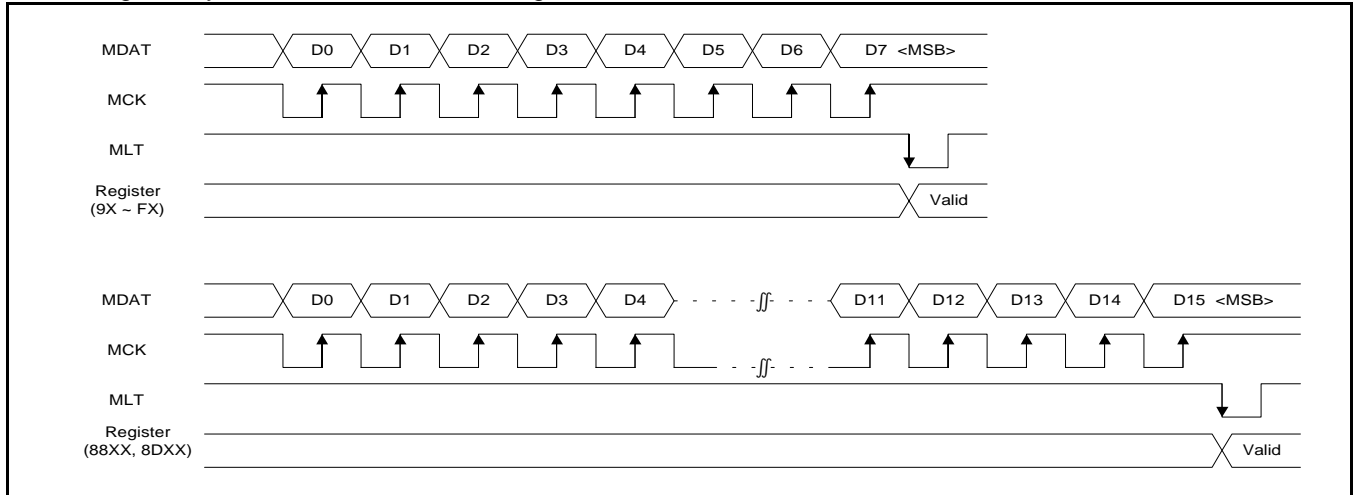 MDAT D0 D1 D2 D3 D4 D5 D6 D7 <MSB>
MCK
MLT
Register
(9X ~ FX) Valid
MDAT D0 D1 D2 D3 D4 D11 D12 D13 D14 D15 <MSB>
MCK
MLT
Register
(88XX, 8DXX) Valid